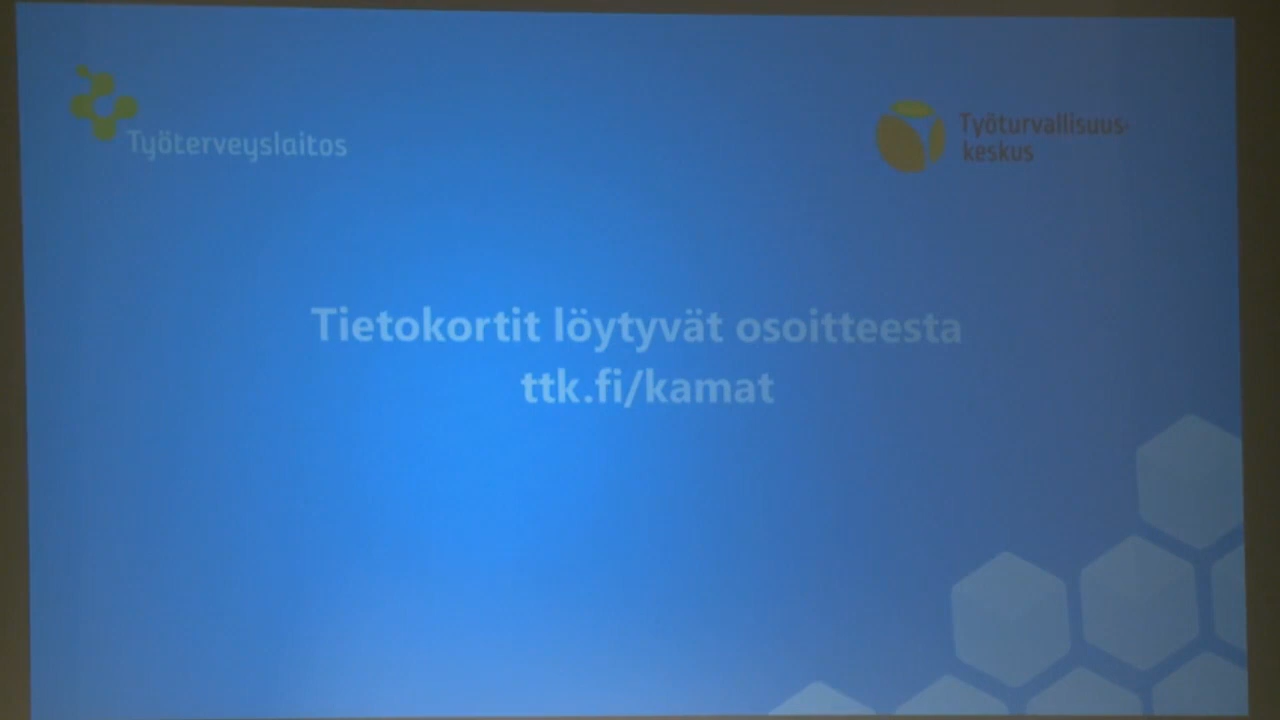 Työterveyslaitos
Työturvallisuus-
keskus
Tietokortit löytyvät osoitteesta
ttk.fi/kamat